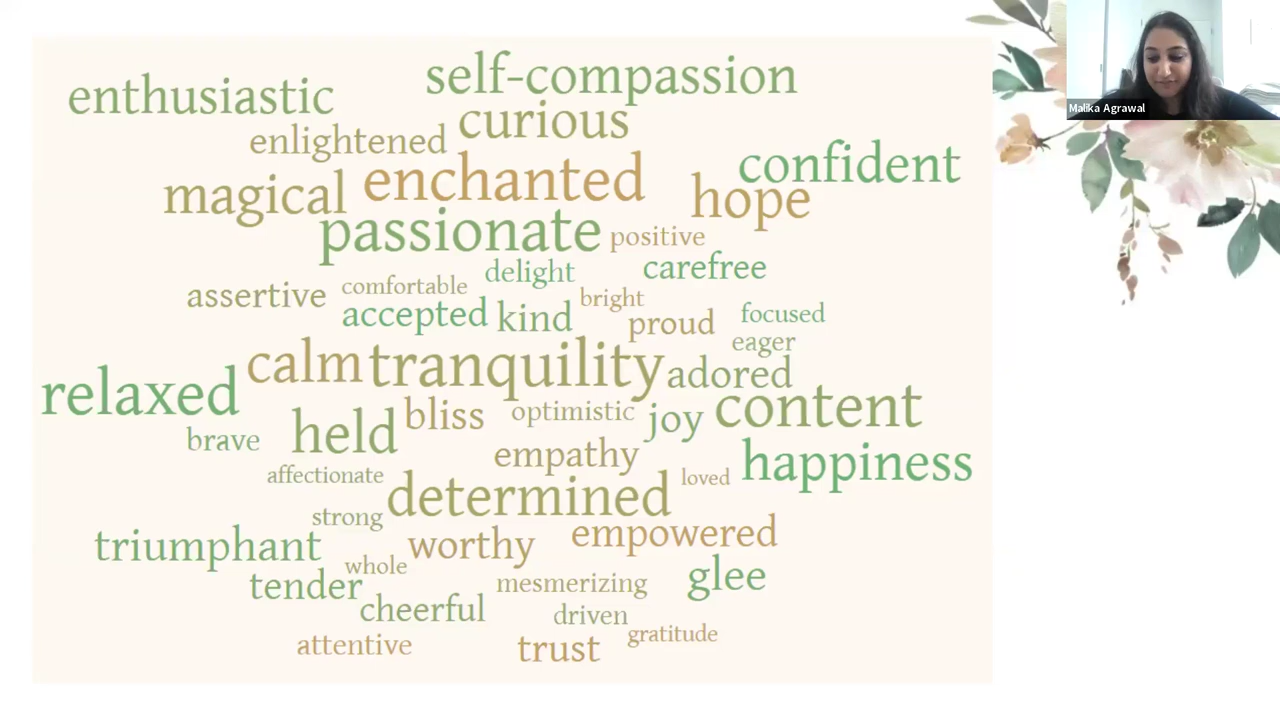 self-compassion
enthusiastic
curious
enlightened
confident
enchanted
magical
hope
passionate
positive
carefree
delight
comfortable
assertive
bright
accepted
kind
proud
focused
eager
calm
tranquility
adored
relaxed
content
bliss
optimistic
joy
held
brave
empathy
happiness
affectionate
loved
determined
strong
empowered
triumphant
worthy
whole
glee
tender
mesmerizing
cheerful
driven
gratitude
attentive
trust
Malika Agrawal